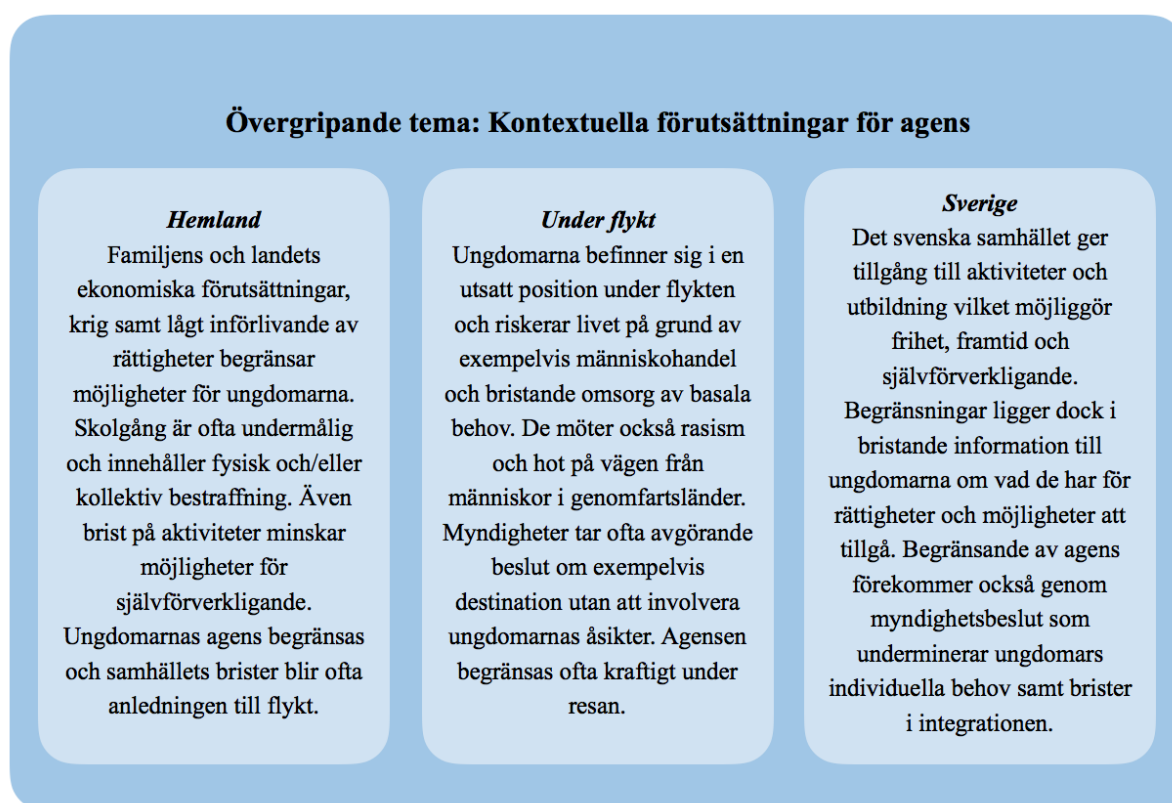 Övergripande tema: Kontextuella förutsättningar för agens
Hemland
Familjens och landets
ekonomiska förutsättningar,
krig samt lågt införlivande av
rättigheter begränsar
möjligheter för ungdomarna.
Skolgång är ofta undermålig
och innehåller fysisk och/eller
kollektiv bestraffning. Även
brist på aktiviteter minskar
möjligheter för
självförverkligande.
Ungdomarnas agens begränsas
och samhällets brister blir ofta
anledningen till flykt.
Under flykt
Ungdomarna befinner sig i en
utsatt position under flykten
och riskerar livet på grund av
exempelvis människohandel
och bristande omsorg av basala
behov. De möter också rasism
och hot på vägen från
människor i genomfartsländer.
Myndigheter tar ofta avgörande
beslut om exempelvis
destination utan att involvera
ungdomarnas åsikter. Agensen
begränsas ofta kraftigt under
resan.
Sverige
Det svenska samhället ger
tillgång till aktiviteter och
utbildning vilket möjliggör
frihet, framtid och
självförverkligande.
Begränsningar ligger dock i
bristande information till
ungdomarna om vad de har för
rättigheter och möjligheter att
tillgå. Begränsande av agens
förekommer också genom
myndighetsbeslut som
underminerar ungdomars
individuella behov samt brister
i integrationen.